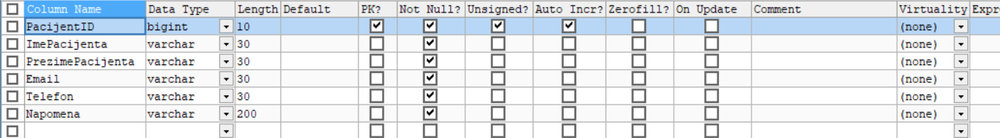 Column Name Data Type Length Default PK? Not Null? Unsigned? Auto Incr? Zerofill? On Update Comment Virtuality Expr
PacijentID bigint 10 (none)
ImePacijenta varchar 30 (none)
PrezimePacijenta varchar 30 (none)
Email varchar 30 (none)
Telefon varchar 30 (none)
Napomena varchar 200 (none)